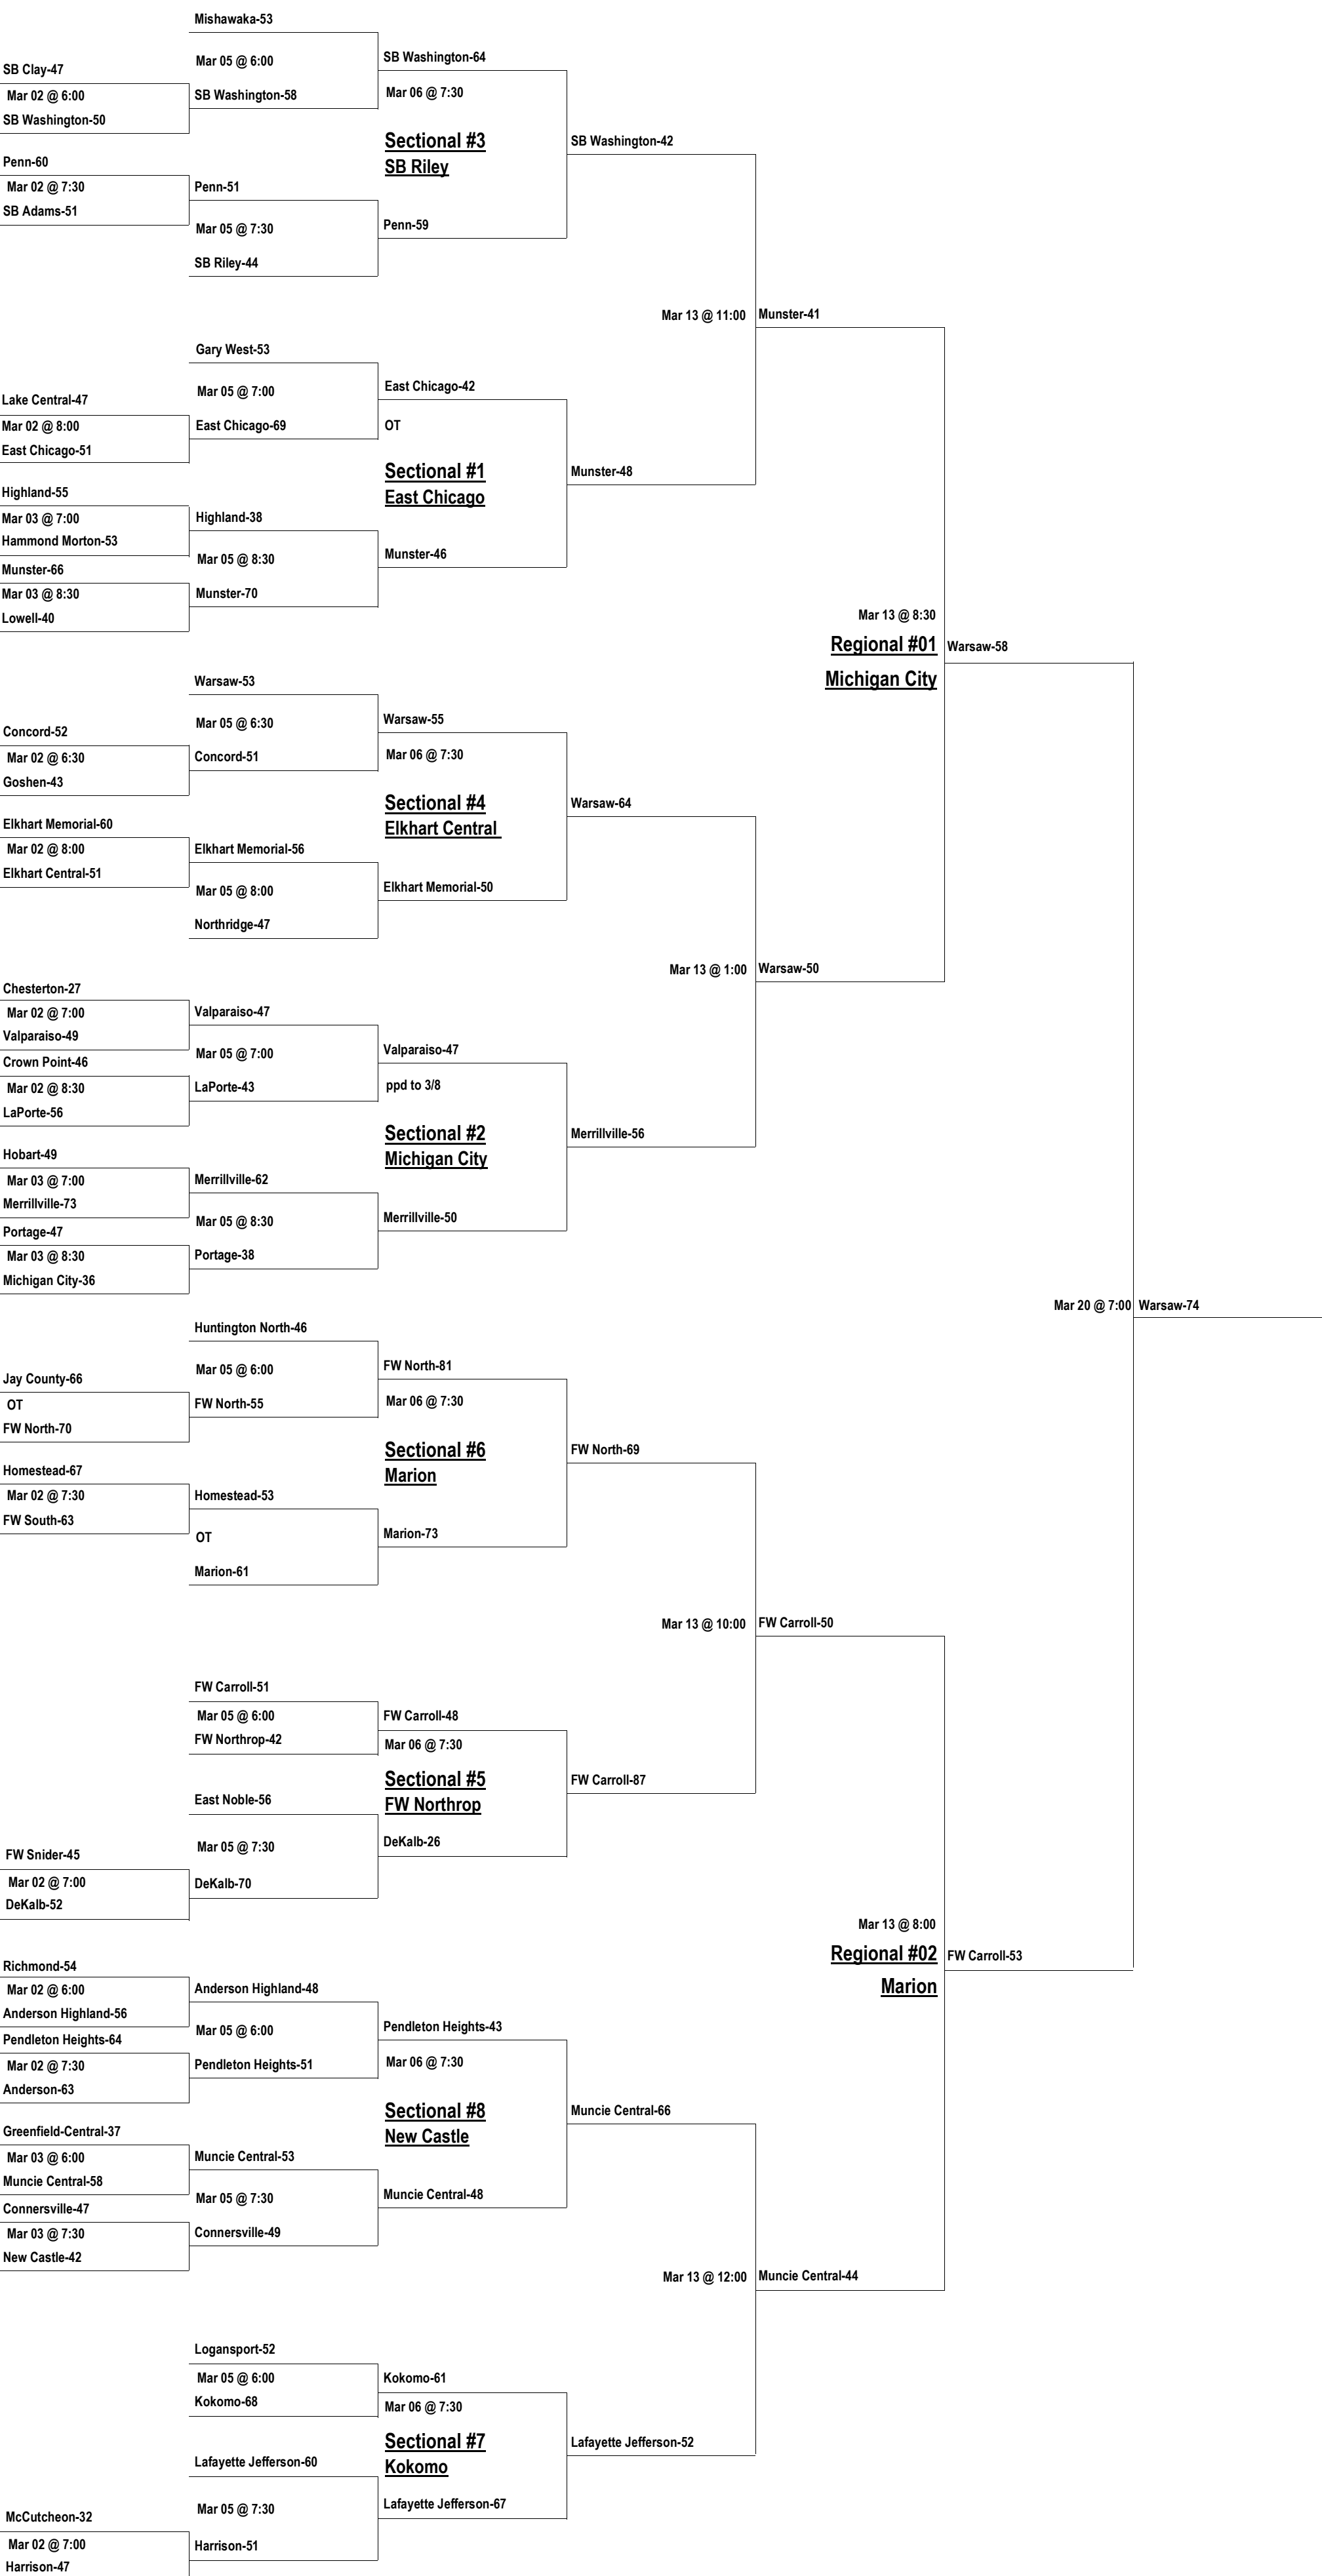 Mishawaka-53
SB Clay-47
Mar 05 @ 6:00
SB Washington-64
Mar 02 @ 6:00
SB Washington-58
Mar 06 @ 7:30
SB Washington-50
Sectional #3
SB Washington-42
Penn-60
SB Riley
Mar 02 @ 7:30
Penn-51
SB Adams-51
Mar 05 @ 7:30
Penn-59
SB Riley-44
Mar 13 @ 11:00
Munster-41
Gary West-53
East Chicago-42
Lake Central-47
Mar 05 @ 7:00
Mar 02 @ 8:00
East Chicago-69
OT
East Chicago-51
Sectional #1
Munster-48
Highland-55
East Chicago
Mar 03 @ 7:00
Highland-38
Hammond Morton-53
Mar 05 @ 8:30
Munster-46
Munster-66
Mar 03 @ 8:30
Munster-70
Lowell-40
Mar 13 @ 8:30
Regional #01
Warsaw-58
Michigan City
Warsaw-53
Concord-52
Mar 05 @ 6:30
Warsaw-55
Mar 02 @ 6:30
Concord-51
Mar 06 @ 7:30
Goshen-43
Sectional #4
Warsaw-64
Elkhart Memorial-60
Elkhart Central
Mar 02 @ 8:00
Elkhart Memorial-56
Elkhart Central-51
Mar 05 @ 8:00
Elkhart Memorial-50
Northridge-47
Mar 13 @ 1:00
Warsaw-50
Chesterton-27
Mar 02 @ 7:00
Valparaiso-47
Valparaiso-49
Mar 05 @ 7:00
Valparaiso-47
Crown Point-46
Mar 02 @ 8:30
LaPorte-43
ppd to 3/8
LaPorte-56
Sectional #2
Merrillville-56
Hobart-49
Michigan City
Mar 03 @ 7:00
Merrillville-62
Merrillville-73
Mar 05 @ 8:30
Merrillville-50
Portage-47
Mar 03 @ 8:30
Portage-38
Michigan City-36
Mar 20 @ 7:00
Warsaw-74
Huntington North-46
Jay County-66
Mar 05 @ 6:00
FW North-81
OT
FW North-55
Mar 06 @ 7:30
FW North-70
Sectional #6
FW North-69
Homestead-67
Marion
Mar 02 @ 7:30
Homestead-53
FW South-63
OT
Marion-73
Marion-61
Mar 13 @ 10:00
FW Carroll-50
FW Carroll-51
Mar 05 @ 6:00
FW Carroll-48
FW Northrop-42
Mar 06 @ 7:30
Sectional #5
FW Carroll-87
East Noble-56
FW Northrop
FW Snider-45
Mar 05 @ 7:30
DeKalb-26
Mar 02 @ 7:00
DeKalb-70
DeKalb-52
Mar 13 @ 8:00
Regional #02
FW Carroll-53
Marion
Richmond-54
Mar 02 @ 6:00
Anderson Highland-48
Anderson Highland-56
Mar 05 @ 6:00
Pendleton Heights-43
Pendleton Heights-64
Mar 02 @ 7:30
Pendleton Heights-51
Mar 06 @ 7:30
Anderson-63
Sectional #8
Muncie Central-66
Greenfield-Central-37
New Castle
Mar 03 @ 6:00
Muncie Central-53
Muncie Central-58
Mar 05 @ 7:30
Muncie Central-48
Connersville-47
Mar 03 @ 7:30
Connersville-49
New Castle-42
Mar 13 @ 12:00
Muncie Central-44
Logansport-52
Mar 05 @ 6:00
Kokomo-61
Kokomo-68
Mar 06 @ 7:30
Sectional #7
Lafayette Jefferson-52
Lafayette Jefferson-60
Kokomo
McCutcheon-32
Mar 05 @ 7:30
Lafayette Jefferson-67
Mar 02 @ 7:00
Harrison-51
Harrison-47